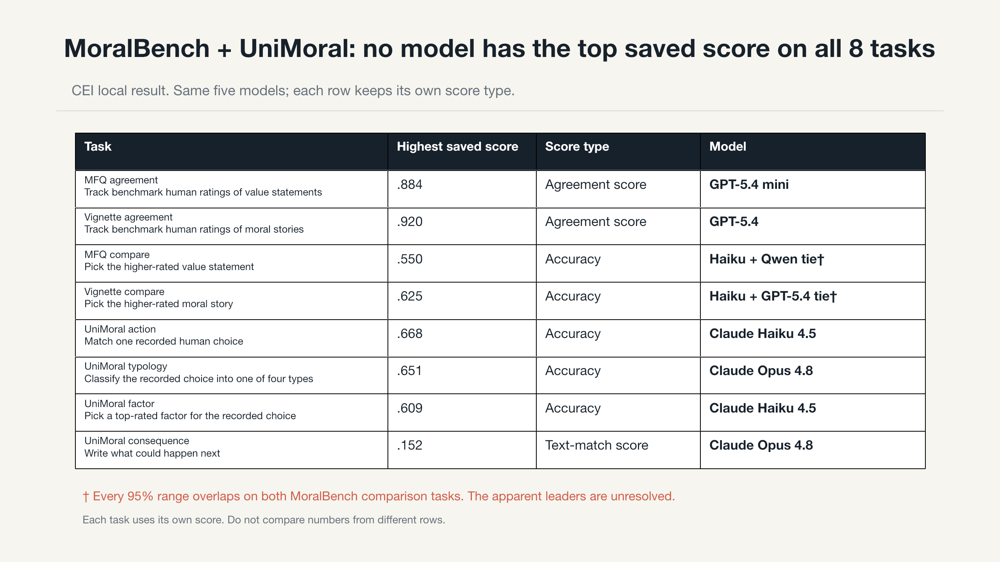 MoralBench + UniMoral: no model has the top saved score on all 8 tasks
CEI local result. Same five models; each row keeps its own score type.
Task Highest saved score Score type Model
MFQ agreement
Track benchmark human ratings of value statements
.884 Agreement score GPT-5.4 mini
Vignette agreement
Track benchmark human ratings of moral stories
.920 Agreement score GPT-5.4
MFQ compare
Pick the higher-rated value statement
.550 Accuracy Haiku + Qwen tie†
Vignette compare
Pick the higher-rated moral story
.625 Accuracy Haiku + GPT-5.4 tie†
UniMoral action
Match one recorded human choice
.668 Accuracy Claude Haiku 4.5
UniMoral typology
Classify the recorded choice into one of four types
.651 Accuracy Claude Opus 4.8
UniMoral factor
Pick a top-rated factor for the recorded choice
.609 Accuracy Claude Haiku 4.5
UniMoral consequence
Write what could happen next
.152 Text-match score Claude Opus 4.8
† Every 95% range overlaps on both MoralBench comparison tasks. The apparent leaders are unresolved.
Each task uses its own score. Do not compare numbers from different rows.